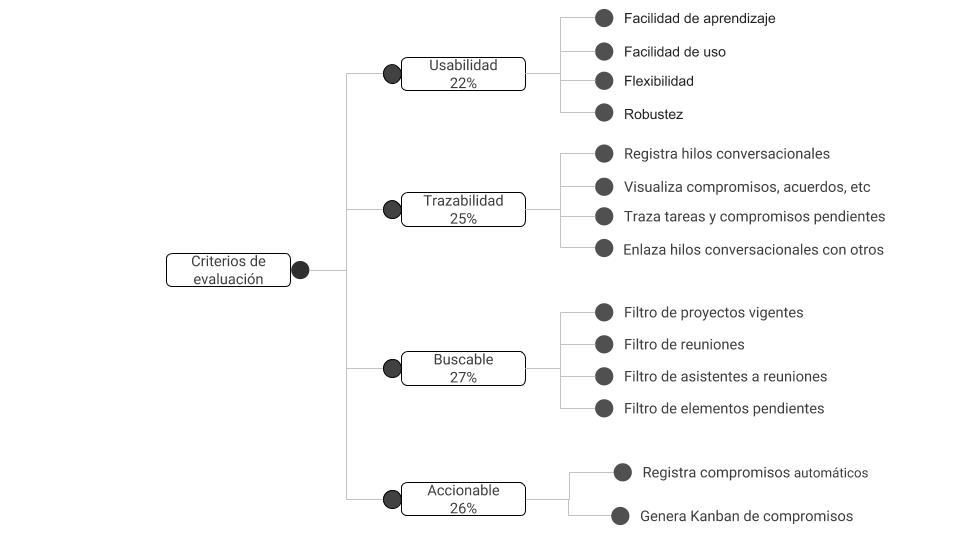 Criterios de
evaluación
Usabilidad
22%
Facilidad de aprendizaje
Facilidad de uso
Flexibilidad
Robustez
Trazabilidad
25%
Registra hilos conversacionales
Visualiza compromisos, acuerdos, etc
Traza tareas y compromisos pendientes
Enlaza hilos conversacionales con otros
Buscable
27%
Filtro de proyectos vigentes
Filtro de reuniones
Filtro de asistentes a reuniones
Filtro de elementos pendientes
Accionable
26%
Registra compromisos automáticos
Genera Kanban de compromisos